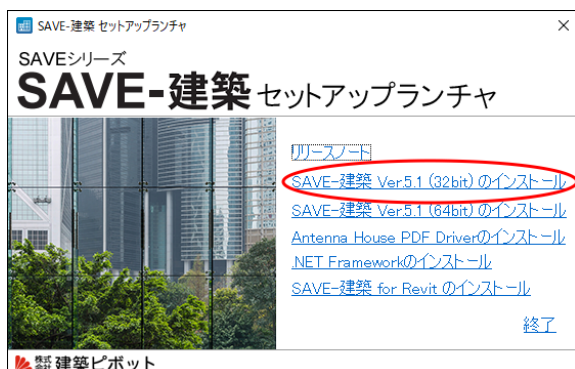 SAVE-建築 セットアップランチャ
SAVEシリーズ
SAVE-建築 セットアップランチャ
リリースノート
SAVE-建築 Ver.5.1 (32bit) のインストール
SAVE-建築 Ver.5.1 (64bit) のインストール
Antenna House PDF Driverのインストール
.NET Frameworkのインストール
SAVE-建築 for Revit のインストール
終了
株式会社 建築ピボット